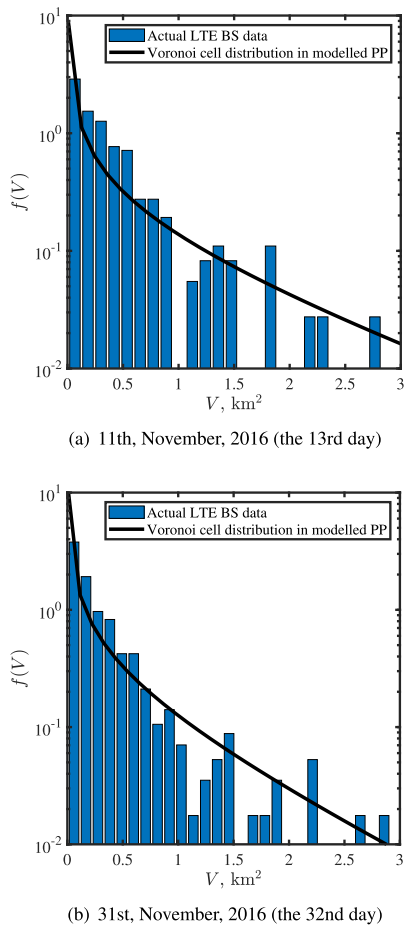 10^1
Actual LTE BS data
Voronoi cell distribution in modelled PP
10^0
f(V)
10^-1
10^-2
0 0.5 1 1.5 2 2.5 3
V, km^2
(a) 11th, November, 2016 (the 13rd day)
10^1
Actual LTE BS data
Voronoi cell distribution in modelled PP
10^0
f(V)
10^-1
10^-2
0 0.5 1 1.5 2 2.5 3
V, km^2
(b) 31st, November, 2016 (the 32nd day)